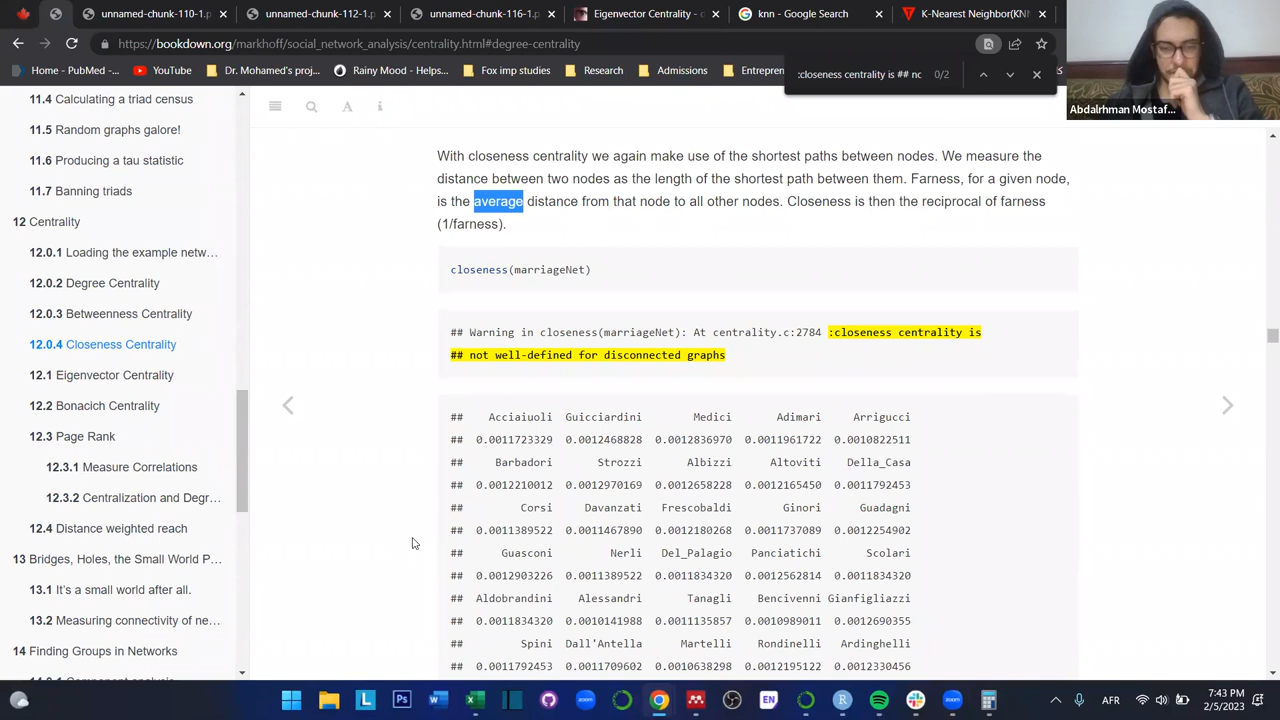 unnamed-chunk-110-1.p
unnamed-chunk-112-1.p
unnamed-chunk-116-1.p
Eigenvector Centrality - c
knn - Google Search
K-Nearest Neighbor(KNN
https://bookdown.org/markhoff/social_network_analysis/centrality.html#degree-centrality
Home - PubMed -...
YouTube
Dr. Mohamed's proj...
Rainy Mood - Helps...
Fox imp studies
Research
Admissions
Entrepren
:closeness centrality is ## no
0/2
Abdalrhman Mostaf...
11.4 Calculating a triad census
11.5 Random graphs galore!
11.6 Producing a tau statistic
11.7 Banning triads
12 Centrality
12.0.1 Loading the example netw…
12.0.2 Degree Centrality
12.0.3 Betweenness Centrality
12.0.4 Closeness Centrality
12.1 Eigenvector Centrality
12.2 Bonacich Centrality
12.3 Page Rank
12.3.1 Measure Correlations
12.3.2 Centralization and Degr…
12.4 Distance weighted reach
13 Bridges, Holes, the Small World P…
13.1 It's a small world after all.
13.2 Measuring connectivity of ne…
14 Finding Groups in Networks
With closeness centrality we again make use of the shortest paths between nodes. We measure the
distance between two nodes as the length of the shortest path between them. Farness, for a given node,
is the average distance from that node to all other nodes. Closeness is then the reciprocal of farness
(1/farness).
closeness(marriageNet)
## Warning in closeness(marriageNet): At centrality.c:2784 :closeness centrality is
## not well-defined for disconnected graphs
## Acciaiuoli Guicciardini Medici Adimari Arrigucci
## 0.0011723329 0.0012468828 0.0012836970 0.0011961722 0.0010822511
## Barbadori Strozzi Albizzi Altoviti Della_Casa
## 0.0012210012 0.0012970169 0.0012658228 0.0012165450 0.0011792453
## Corsi Davanzati Frescobaldi Ginori Guadagni
## 0.0011389522 0.0011467890 0.0012180268 0.0011737089 0.0012254902
## Guasconi Nerli Del_Palagio Panciatichi Scolari
## 0.0012903226 0.0011389522 0.0011834320 0.0012562814 0.0011834320
## Aldobrandini Alessandri Tanagli Bencivenni Gianfigliazzi
## 0.0011834320 0.0010141988 0.0011135857 0.0010989011 0.0012690355
## Spini Dall'Antella Martelli Rondinelli Ardinghelli
## 0.0011792453 0.0011709602 0.0010638298 0.0012195122 0.0012330456
EN
AFR
7:43 PM
2/5/2023